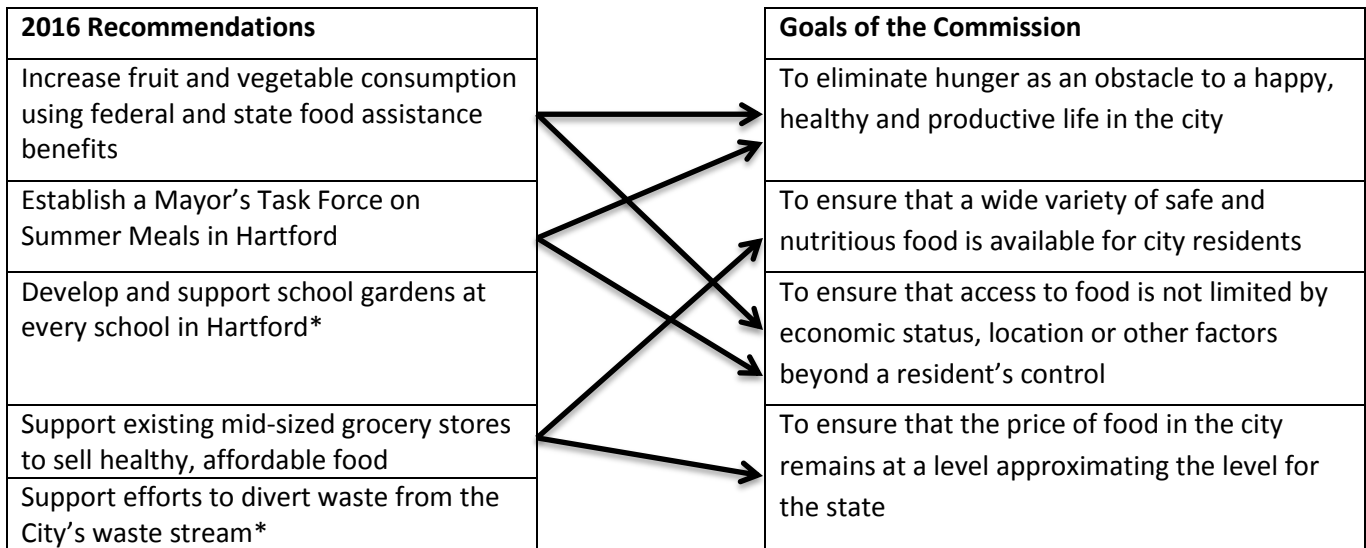 2016 Recommendations
Increase fruit and vegetable consumption
using federal and state food assistance
benefits
Establish a Mayor’s Task Force on
Summer Meals in Hartford
Develop and support school gardens at
every school in Hartford*
Support existing mid-sized grocery stores
to sell healthy, affordable food
Support efforts to divert waste from the
City’s waste stream*
Goals of the Commission
To eliminate hunger as an obstacle to a happy,
healthy and productive life in the city
To ensure that a wide variety of safe and
nutritious food is available for city residents
To ensure that access to food is not limited by
economic status, location or other factors
beyond a resident’s control
To ensure that the price of food in the city
remains at a level approximating the level for
the state